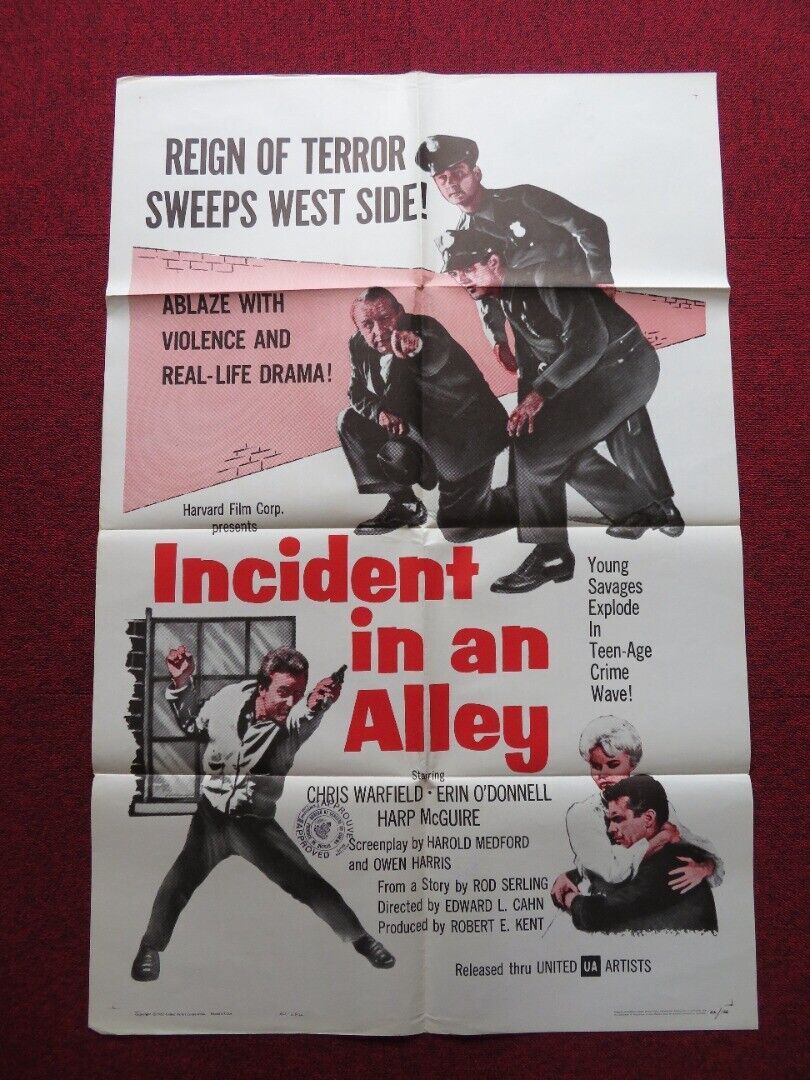 REIGN OF TERROR
SWEEPS WEST SIDE!
ABLAZE WITH
VIOLENCE AND
REAL-LIFE DRAMA!
Harvard Film Corp.
presents
Incident
in an
Alley
Young
Savages
Explode
In
Teen-Age
Crime
Wave!
Starring
CHRIS WARFIELD • ERIN O'DONNELL
HARP McGUIRE
Screenplay by HAROLD MEDFORD
and OWEN HARRIS
From a Story by ROD SERLING
Directed by EDWARD L. CAHN
Produced by ROBERT E. KENT
APPROUVÉ
APPROVED
Released thru UNITED UA ARTISTS